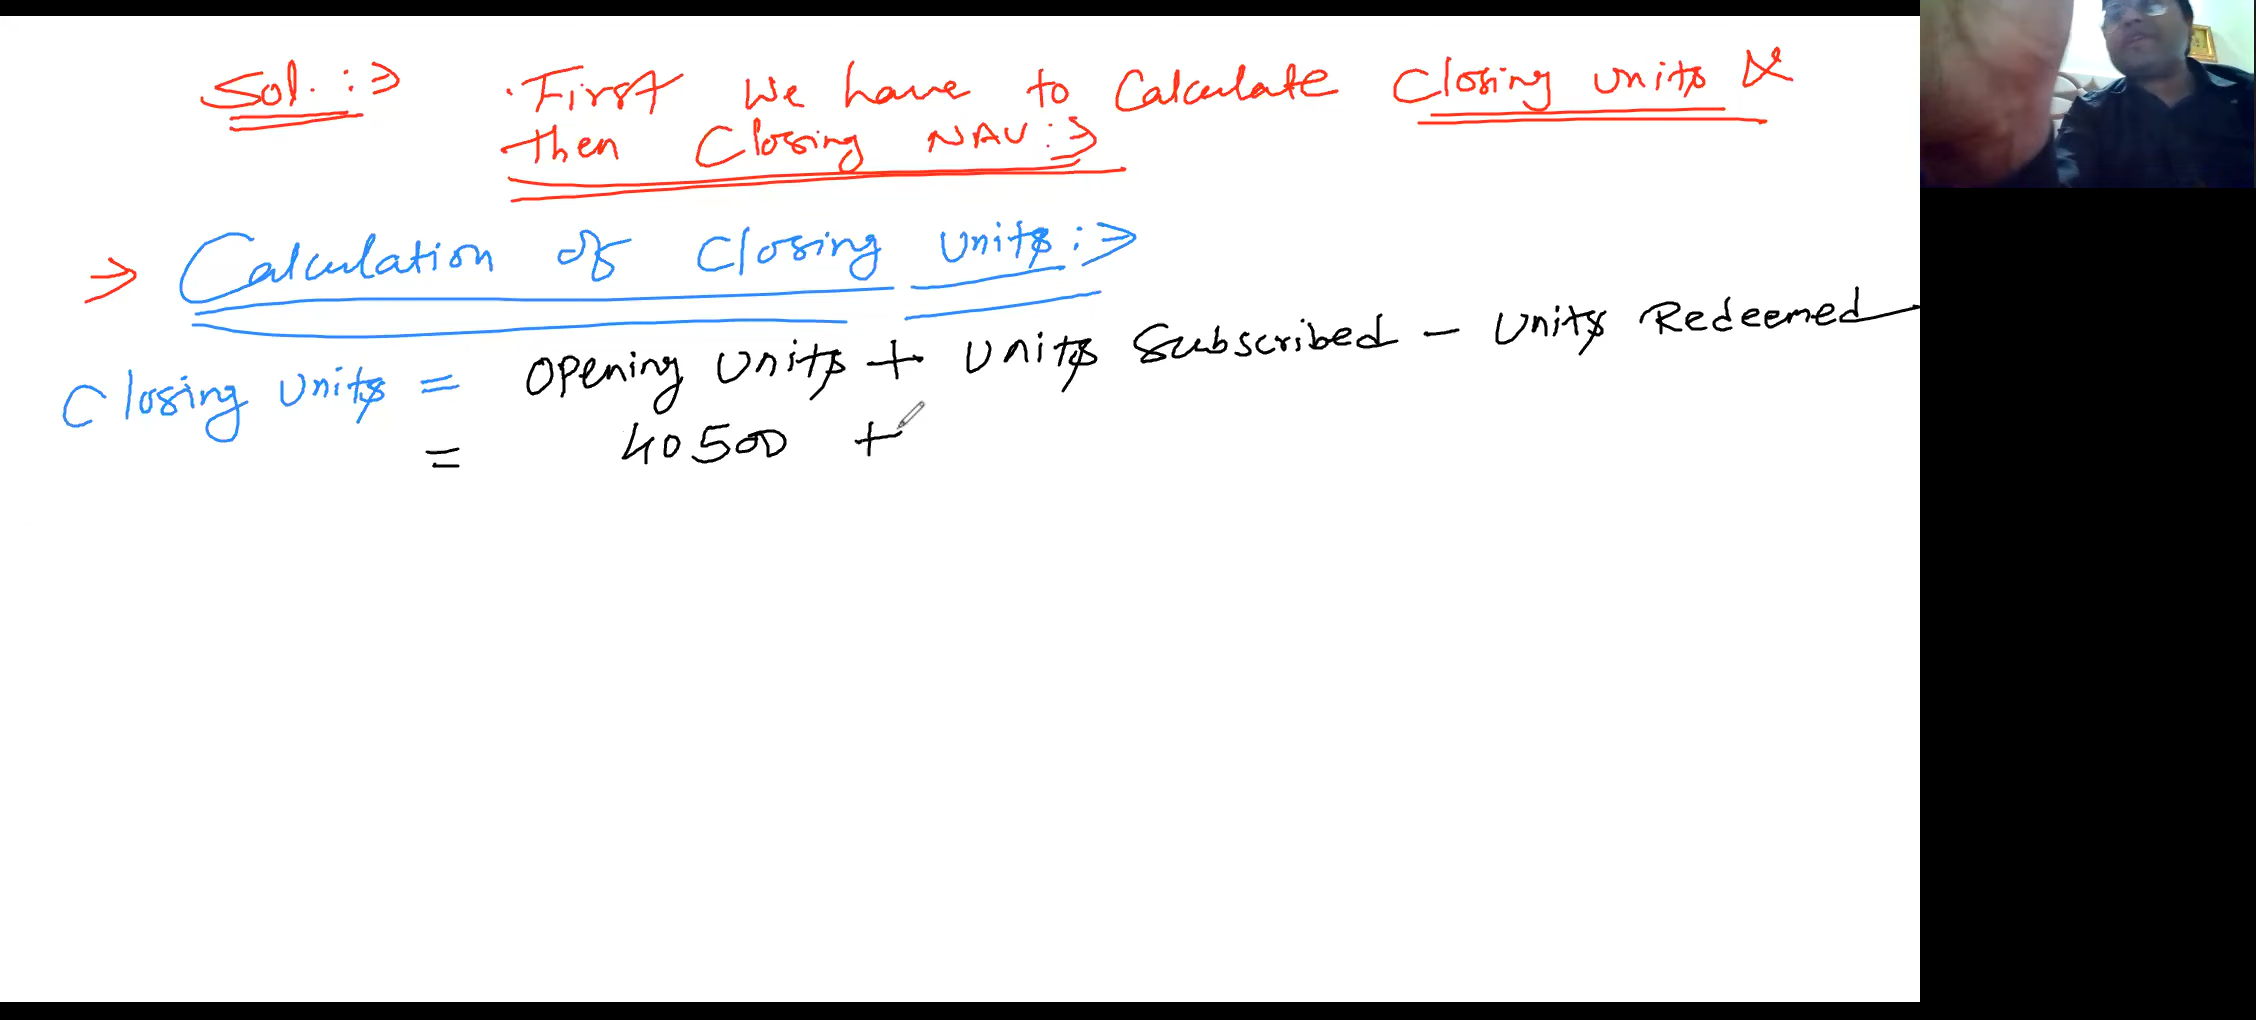 Sol. :⇒ . First we have to Calculate Closing units &
then Closing NAV :⇒
⇒ Calculation of Closing Units :⇒
Closing Units = Opening Units + Units Subscribed - Units Redeemed
= 40500 +